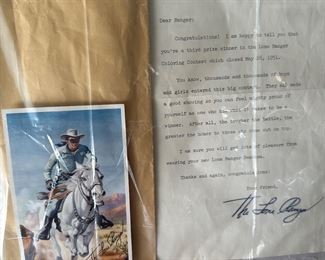 Dear Ranger:
Congratulations! I am happy to tell you that
you're a third prize winner in the Lone Ranger
Coloring Contest which closed May 28, 1951.
You know, thousands and thousands of boys
and girls entered this big contest. They all made
a good showing so you can feel mighty proud of
yourself as one who has what it takes to be a
winner. After all, the tougher the battle, the
greater the honor to those who come out on top.
I am sure you will get lots of pleasure from
wearing your new Lone Ranger
Thanks and again, congratulations!
Your friend,
The Lone Ranger